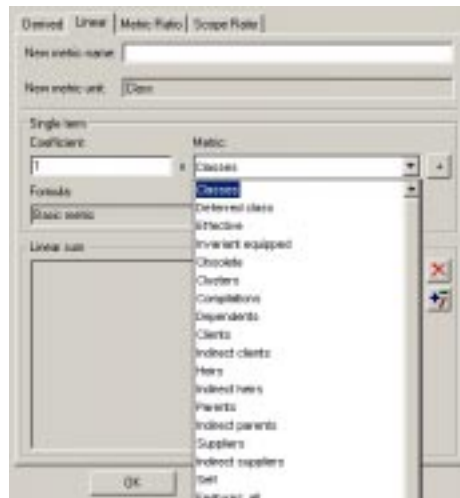 Derived Linear Metric Ratio Scope Ratio
New metric name:
New metric unit: Class
Single term
Coefficient: Metric:
1 x Classes
Formula:
Basic metric
Linear sum
Classes
Deferred class
Effective
Invariant equipped
Obsolete
Clusters
Compilations
Dependents
Clients
Indirect clients
Heirs
Indirect heirs
Parents
Indirect parents
Suppliers
Indirect suppliers
Self
OK